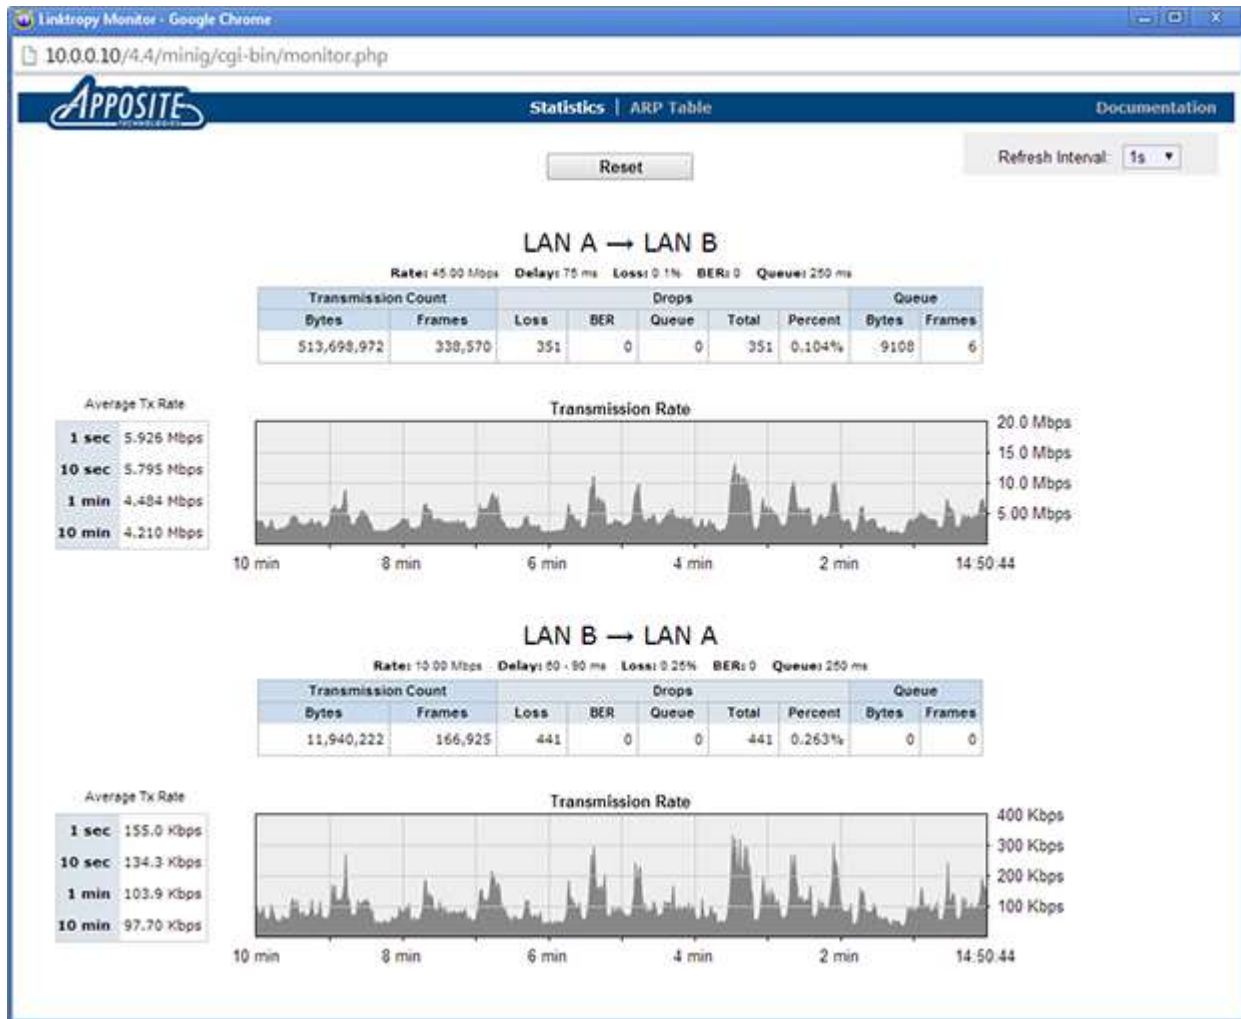 Linktropy Monitor - Google Chrome
10.0.0.10/4.4/minig/cgi-bin/monitor.php
APPOSITE
TECHNOLOGIES
Statistics | ARP Table
Documentation
Reset
Refresh Interval: 1s
LAN A → LAN B
Rate: 45.00 Mbps Delay: 75 ms Loss: 0.1% BER: 0 Queue: 250 ms
Transmission Count Drops Queue
Bytes Frames Loss BER Queue Total Percent Bytes Frames
513,698,972 338,570 351 0 0 351 0.104% 9108 6
Average Tx Rate
1 sec 5.926 Mbps
10 sec 5.795 Mbps
1 min 4.484 Mbps
10 min 4.210 Mbps
Transmission Rate
20.0 Mbps
15.0 Mbps
10.0 Mbps
5.00 Mbps
10 min 8 min 6 min 4 min 2 min 14:50:44
LAN B → LAN A
Rate: 10.00 Mbps Delay: 60 - 90 ms Loss: 0.25% BER: 0 Queue: 250 ms
Transmission Count Drops Queue
Bytes Frames Loss BER Queue Total Percent Bytes Frames
11,940,222 166,925 441 0 0 441 0.263% 0 0
Average Tx Rate
1 sec 155.0 Kbps
10 sec 134.3 Kbps
1 min 103.9 Kbps
10 min 97.70 Kbps
Transmission Rate
400 Kbps
300 Kbps
200 Kbps
100 Kbps
10 min 8 min 6 min 4 min 2 min 14:50:44